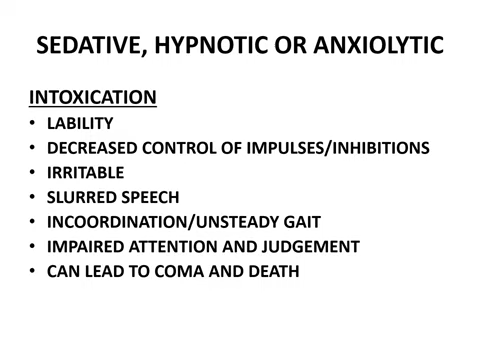 SEDATIVE, HYPNOTIC OR ANXIOLYTIC
INTOXICATION
• LABILITY
• DECREASED CONTROL OF IMPULSES/INHIBITIONS
• IRRITABLE
• SLURRED SPEECH
• INCOORDINATION/UNSTEADY GAIT
• IMPAIRED ATTENTION AND JUDGEMENT
• CAN LEAD TO COMA AND DEATH